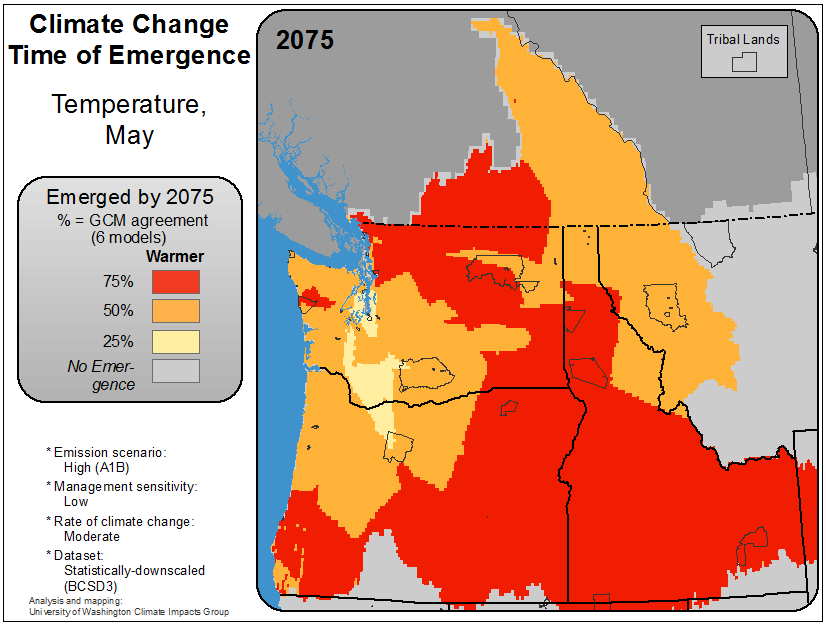 Climate Change
Time of Emergence
Temperature,
May
Emerged by 2075
% = GCM agreement
(6 models)
Warmer
75%
50%
25%
No Emer-
gence
* Emission scenario:
High (A1B)
* Management sensitivity:
Low
* Rate of climate change:
Moderate
* Dataset:
Statistically-downscaled
(BCSD3)
Analysis and mapping:
University of Washington Climate Impacts Group
2075
Tribal Lands